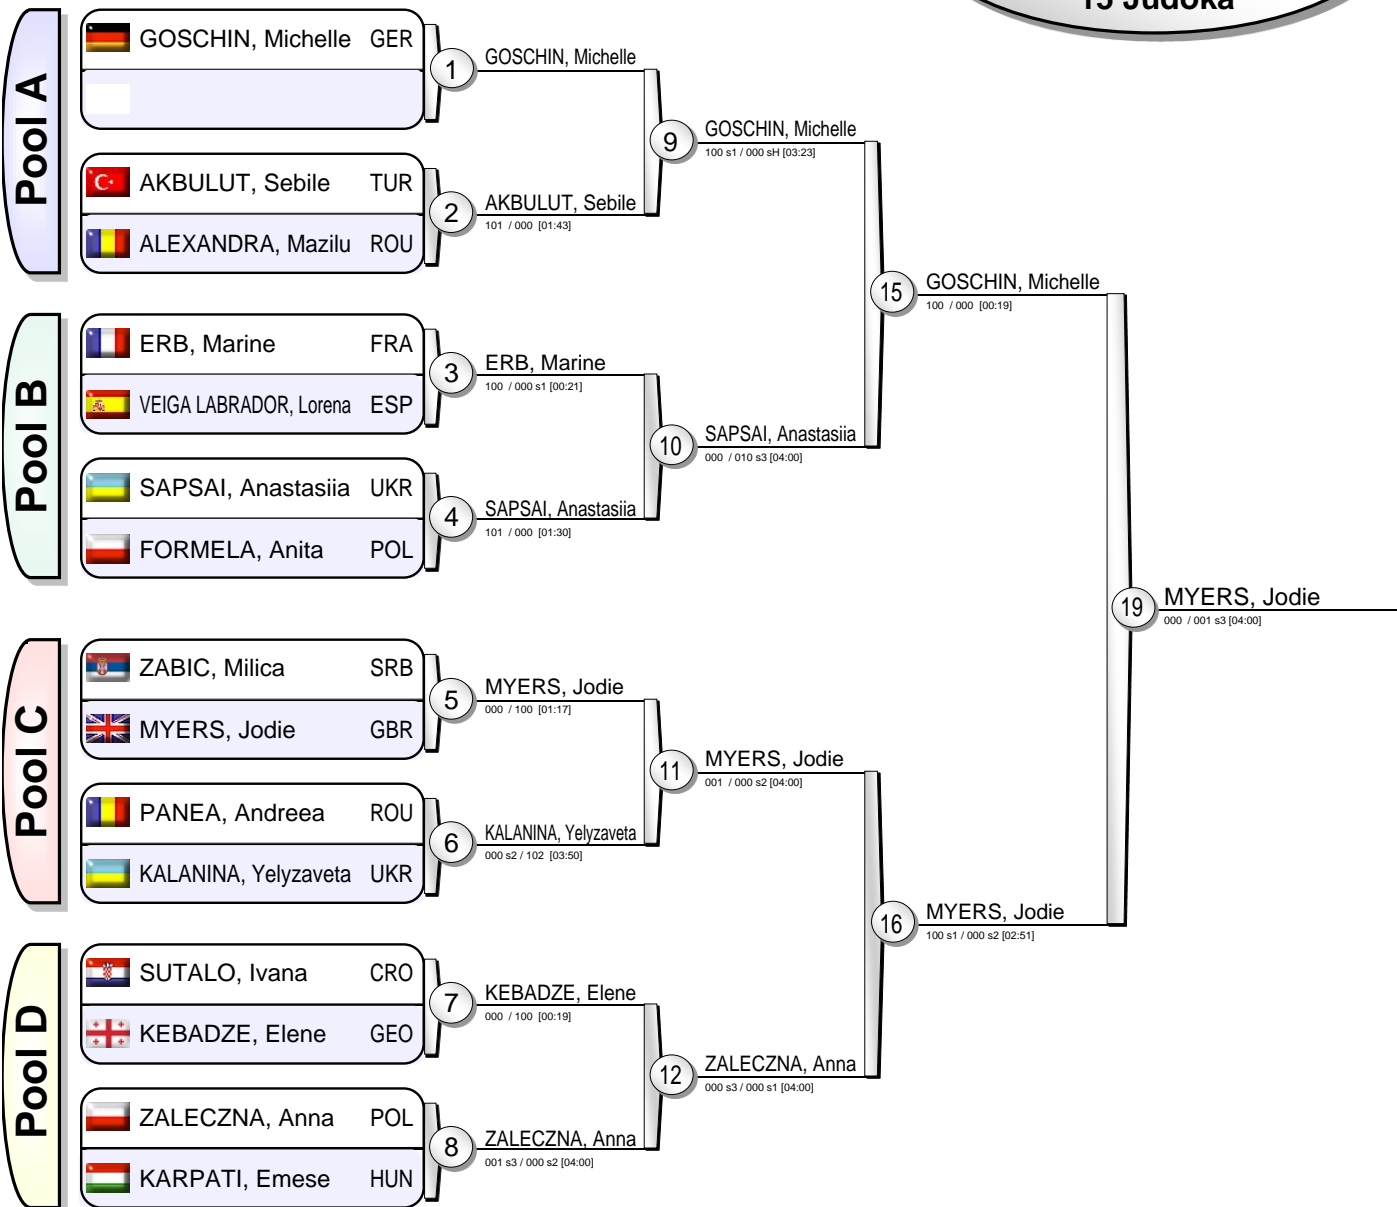 15 Judoka
Pool A
GOSCHIN, Michelle GER
AKBULUT, Sebile TUR
ALEXANDRA, Mazilu ROU
Pool B
ERB, Marine FRA
VEIGA LABRADOR, Lorena ESP
SAPSAI, Anastasiia UKR
FORMELA, Anita POL
Pool C
ZABIC, Milica SRB
MYERS, Jodie GBR
PANEA, Andreea ROU
KALANINA, Yelyzaveta UKR
Pool D
SUTALO, Ivana CRO
KEBADZE, Elene GEO
ZALECZNA, Anna POL
KARPATI, Emese HUN
1 GOSCHIN, Michelle
2 AKBULUT, Sebile
101 / 000 [01:43]
3 ERB, Marine
100 / 000 s1 [00:21]
4 SAPSAI, Anastasiia
101 / 000 [01:30]
5 MYERS, Jodie
000 / 100 [01:17]
6 KALANINA, Yelyzaveta
000 s2 / 102 [03:50]
7 KEBADZE, Elene
000 / 100 [00:19]
8 ZALECZNA, Anna
001 s3 / 000 s2 [04:00]
9 GOSCHIN, Michelle
100 s1 / 000 sH [03:23]
10 SAPSAI, Anastasiia
000 / 010 s3 [04:00]
11 MYERS, Jodie
001 / 000 s2 [04:00]
12 ZALECZNA, Anna
000 s3 / 000 s1 [04:00]
15 GOSCHIN, Michelle
100 / 000 [00:19]
16 MYERS, Jodie
100 s1 / 000 s2 [02:51]
19 MYERS, Jodie
000 / 001 s3 [04:00]